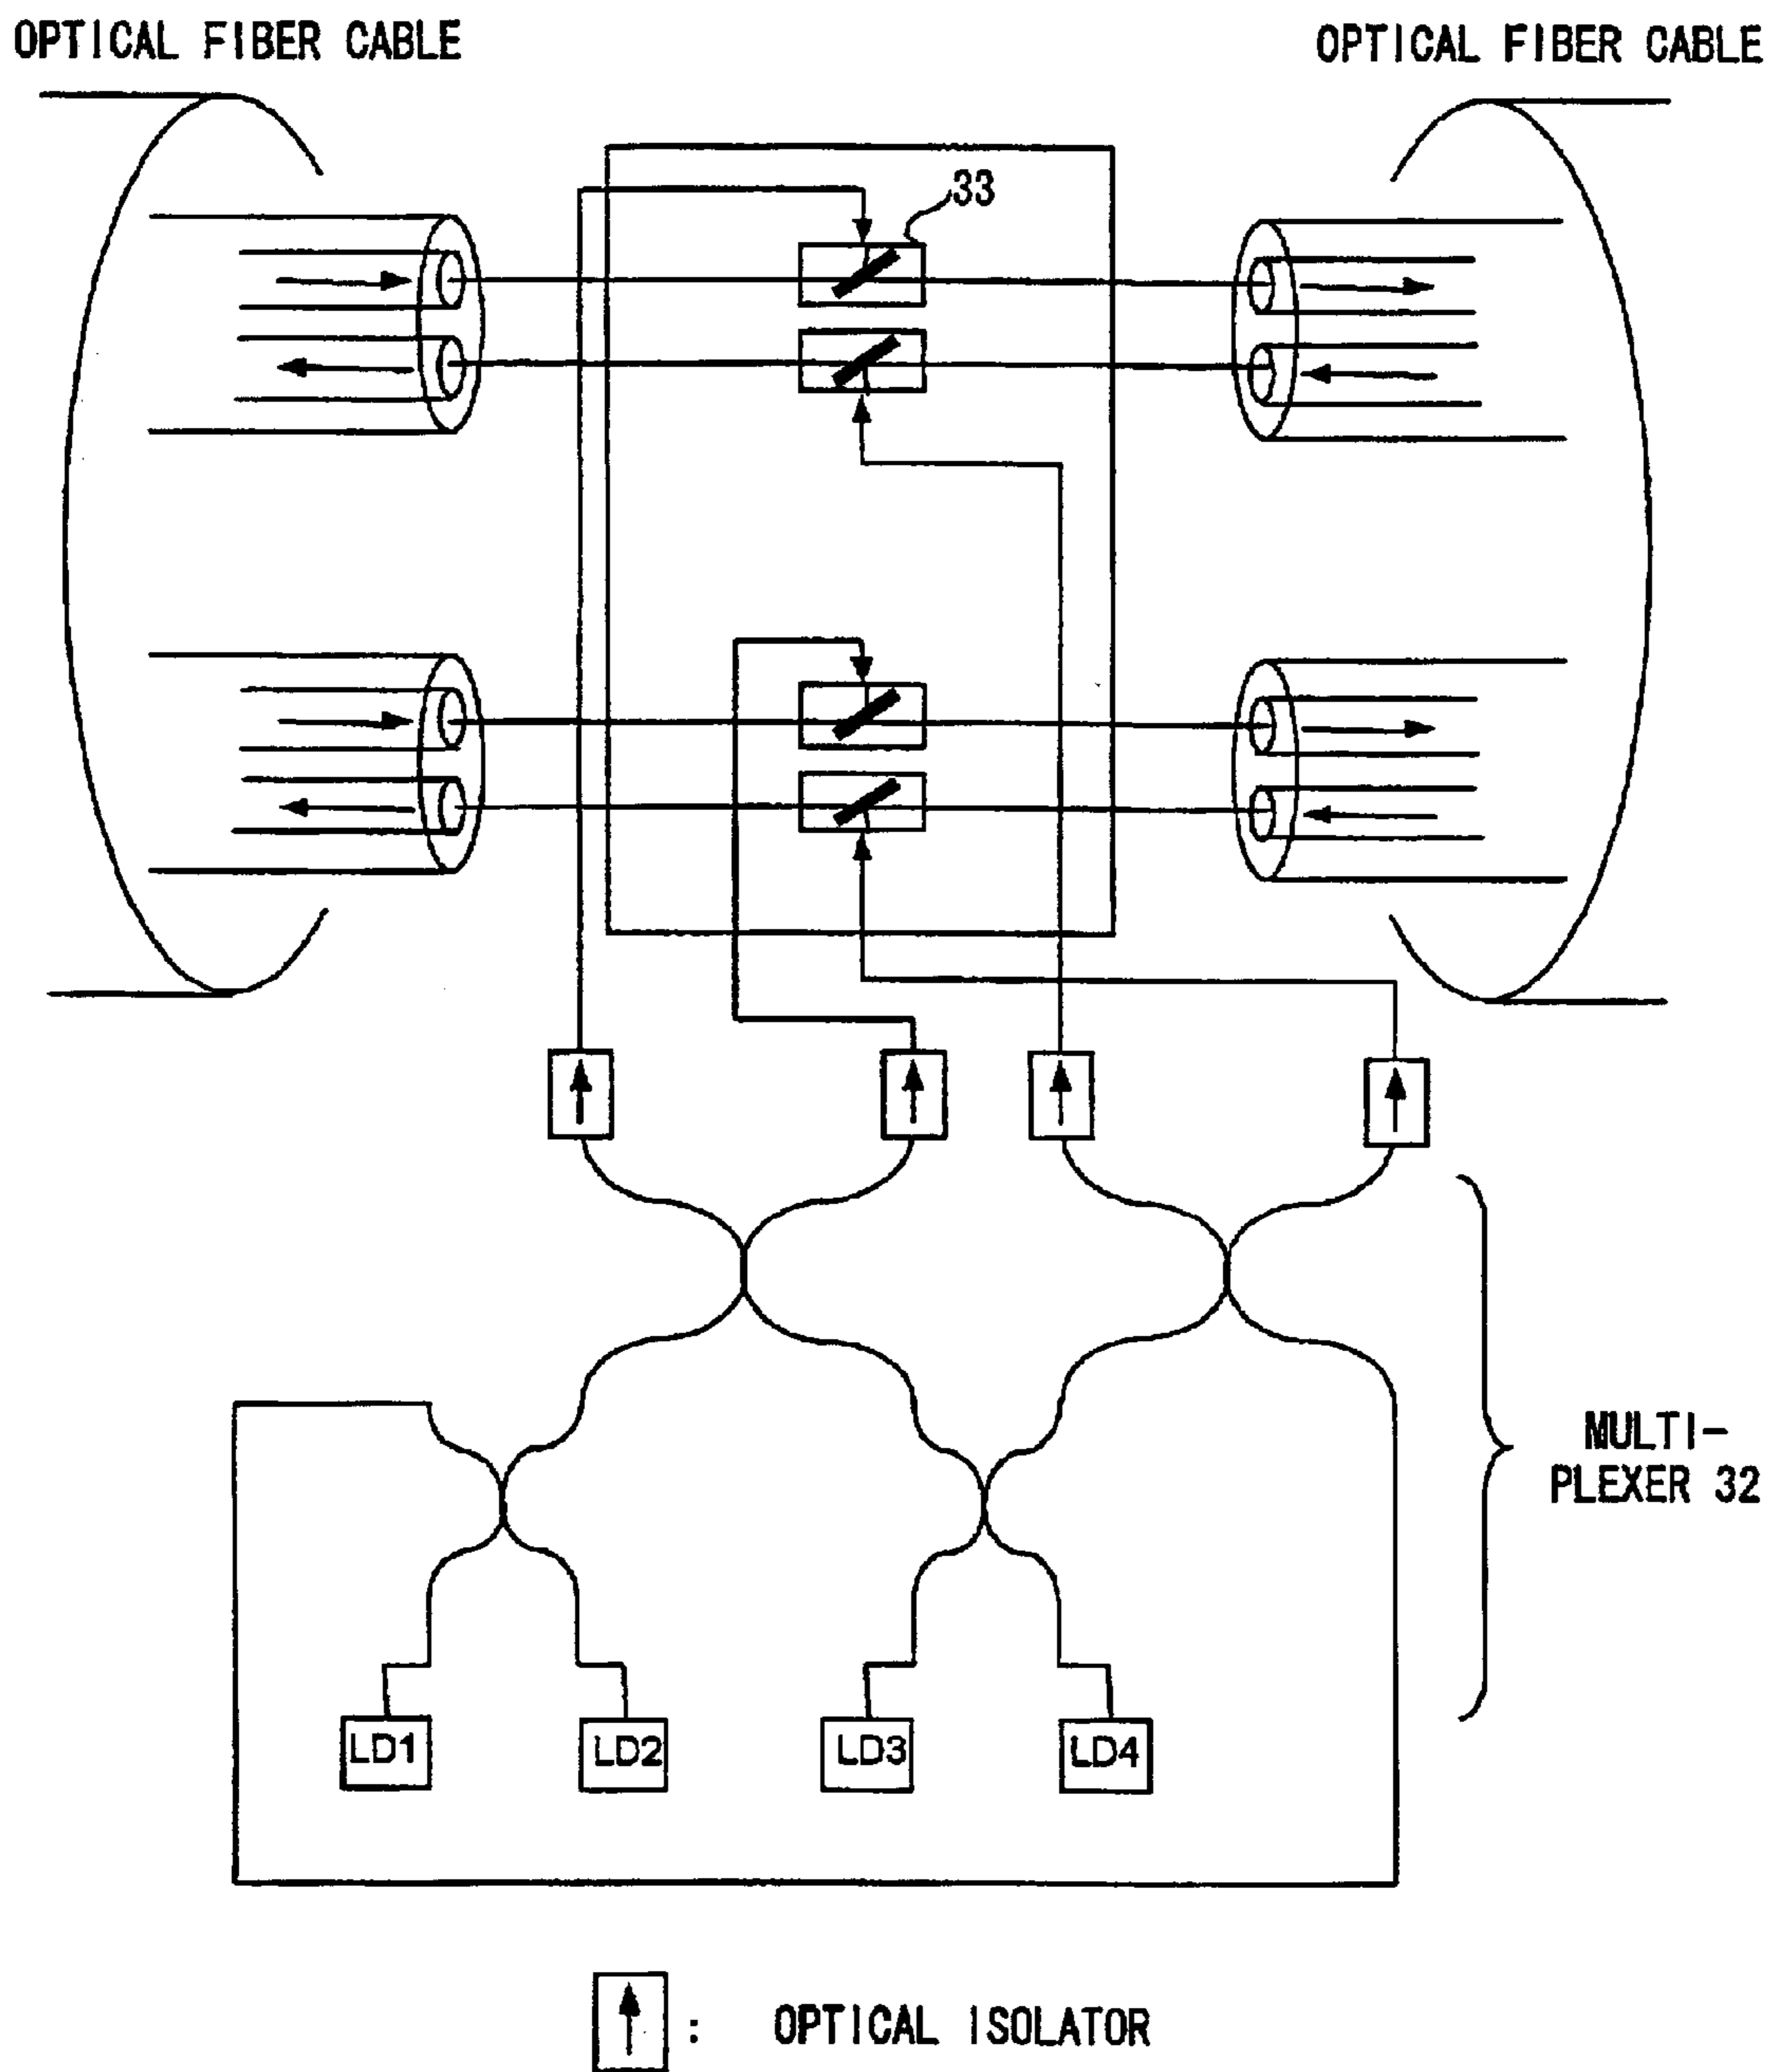 OPTICAL FIBER CABLE
OPTICAL FIBER CABLE
33
MULTI-
PLEXER 32
LD1
LD2
LD3
LD4
: OPTICAL ISOLATOR